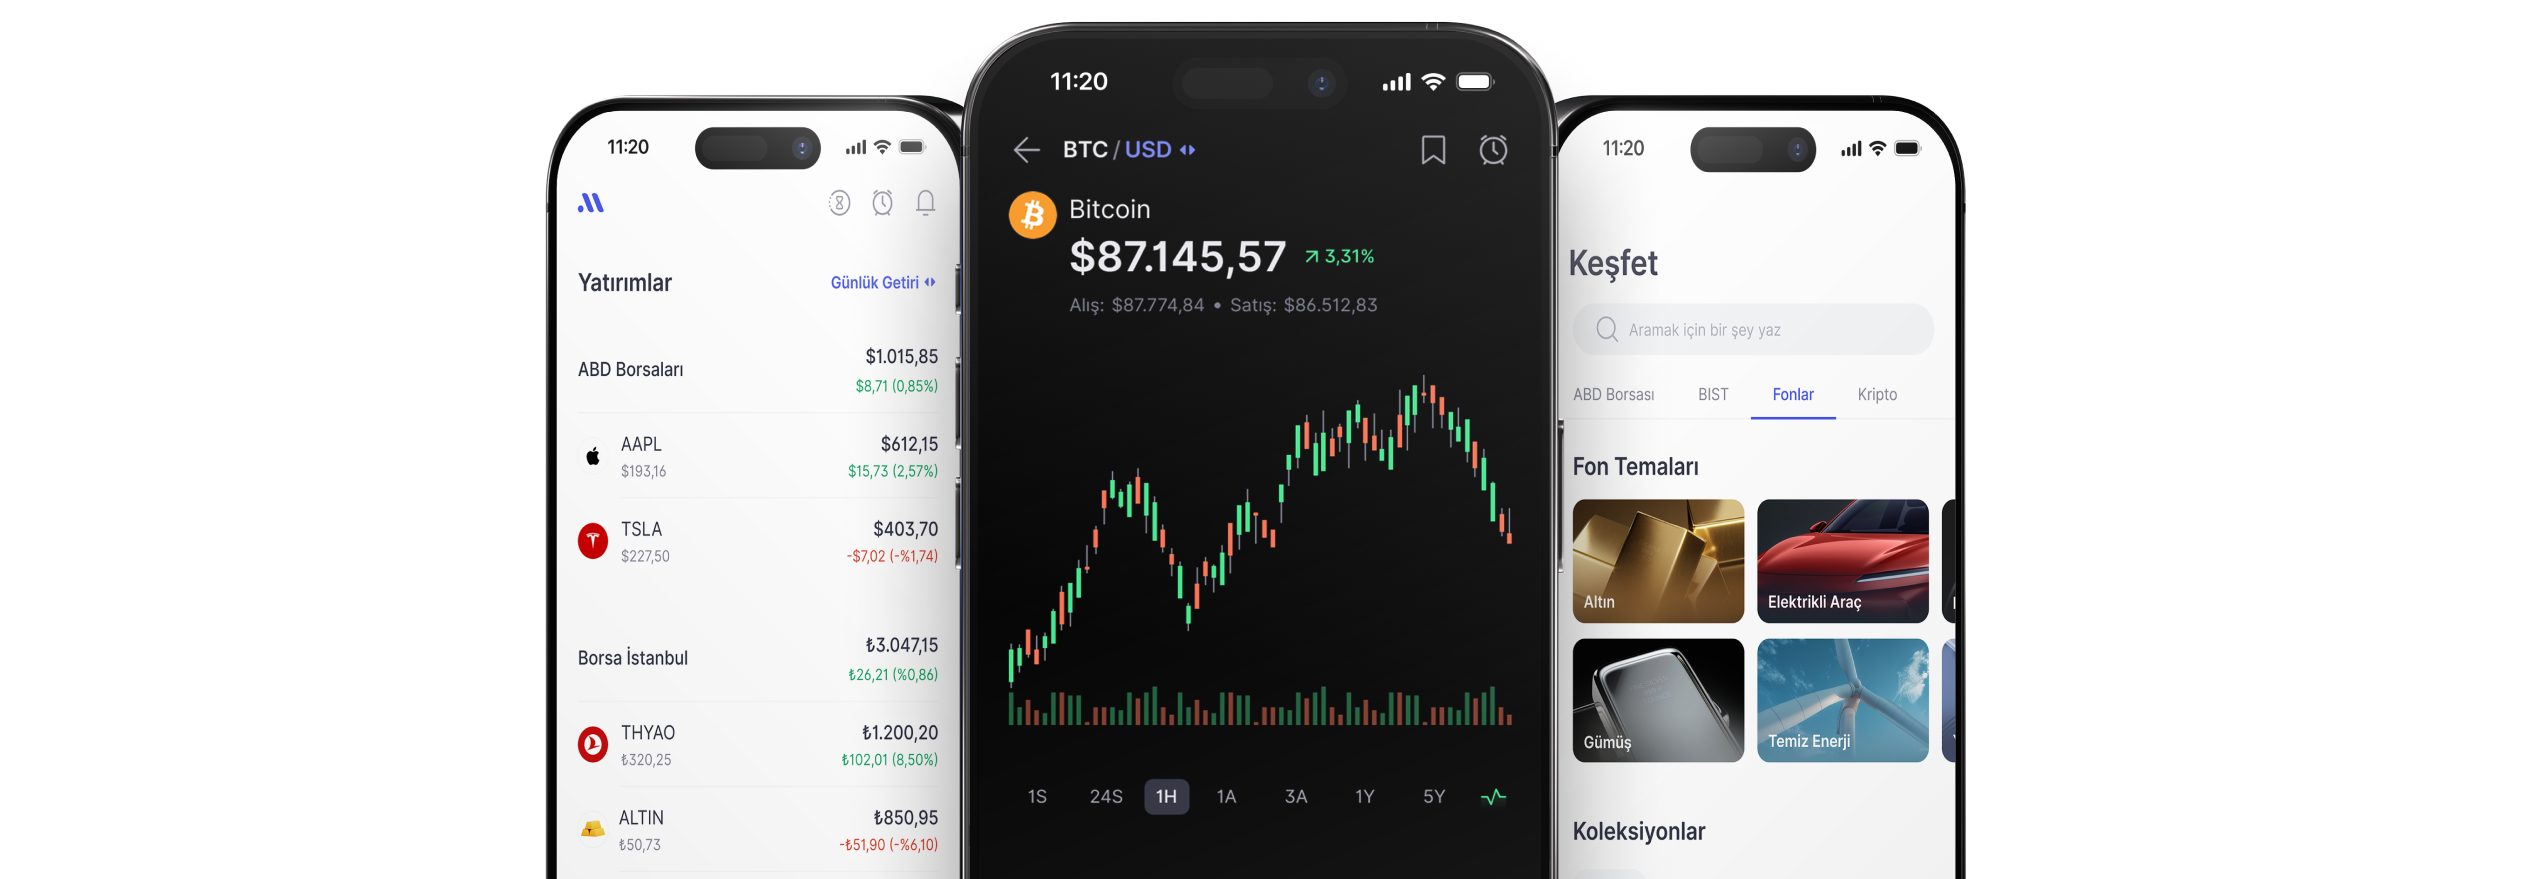 11:20
Yatırımlar
Günlük Getiri
ABD Borsaları
$1.015,85
$8,71 (0,85%)
AAPL
$612,15
$193,16
$15,73 (2,57%)
TSLA
$403,70
$227,50
-$7,02 (-%1,74)
Borsa İstanbul
₺3.047,15
₺26,21 (%0,86)
THYAO
₺1.200,20
₺320,25
₺102,01 (8,50%)
ALTIN
₺850,95
₺50,73
-₺51,90 (-%6,10)
11:20
BTC / USD
Bitcoin
$87.145,57
3,31%
Alış: $87.774,84 • Satış: $86.512,83
1S 24S 1H 1A 3A 1Y 5Y
11:20
Keşfet
Aramak için bir şey yaz
ABD Borsası BIST Fonlar Kripto
Fon Temaları
Altın
Elektrikli Araç
Gümüş
Temiz Enerji
Koleksiyonlar